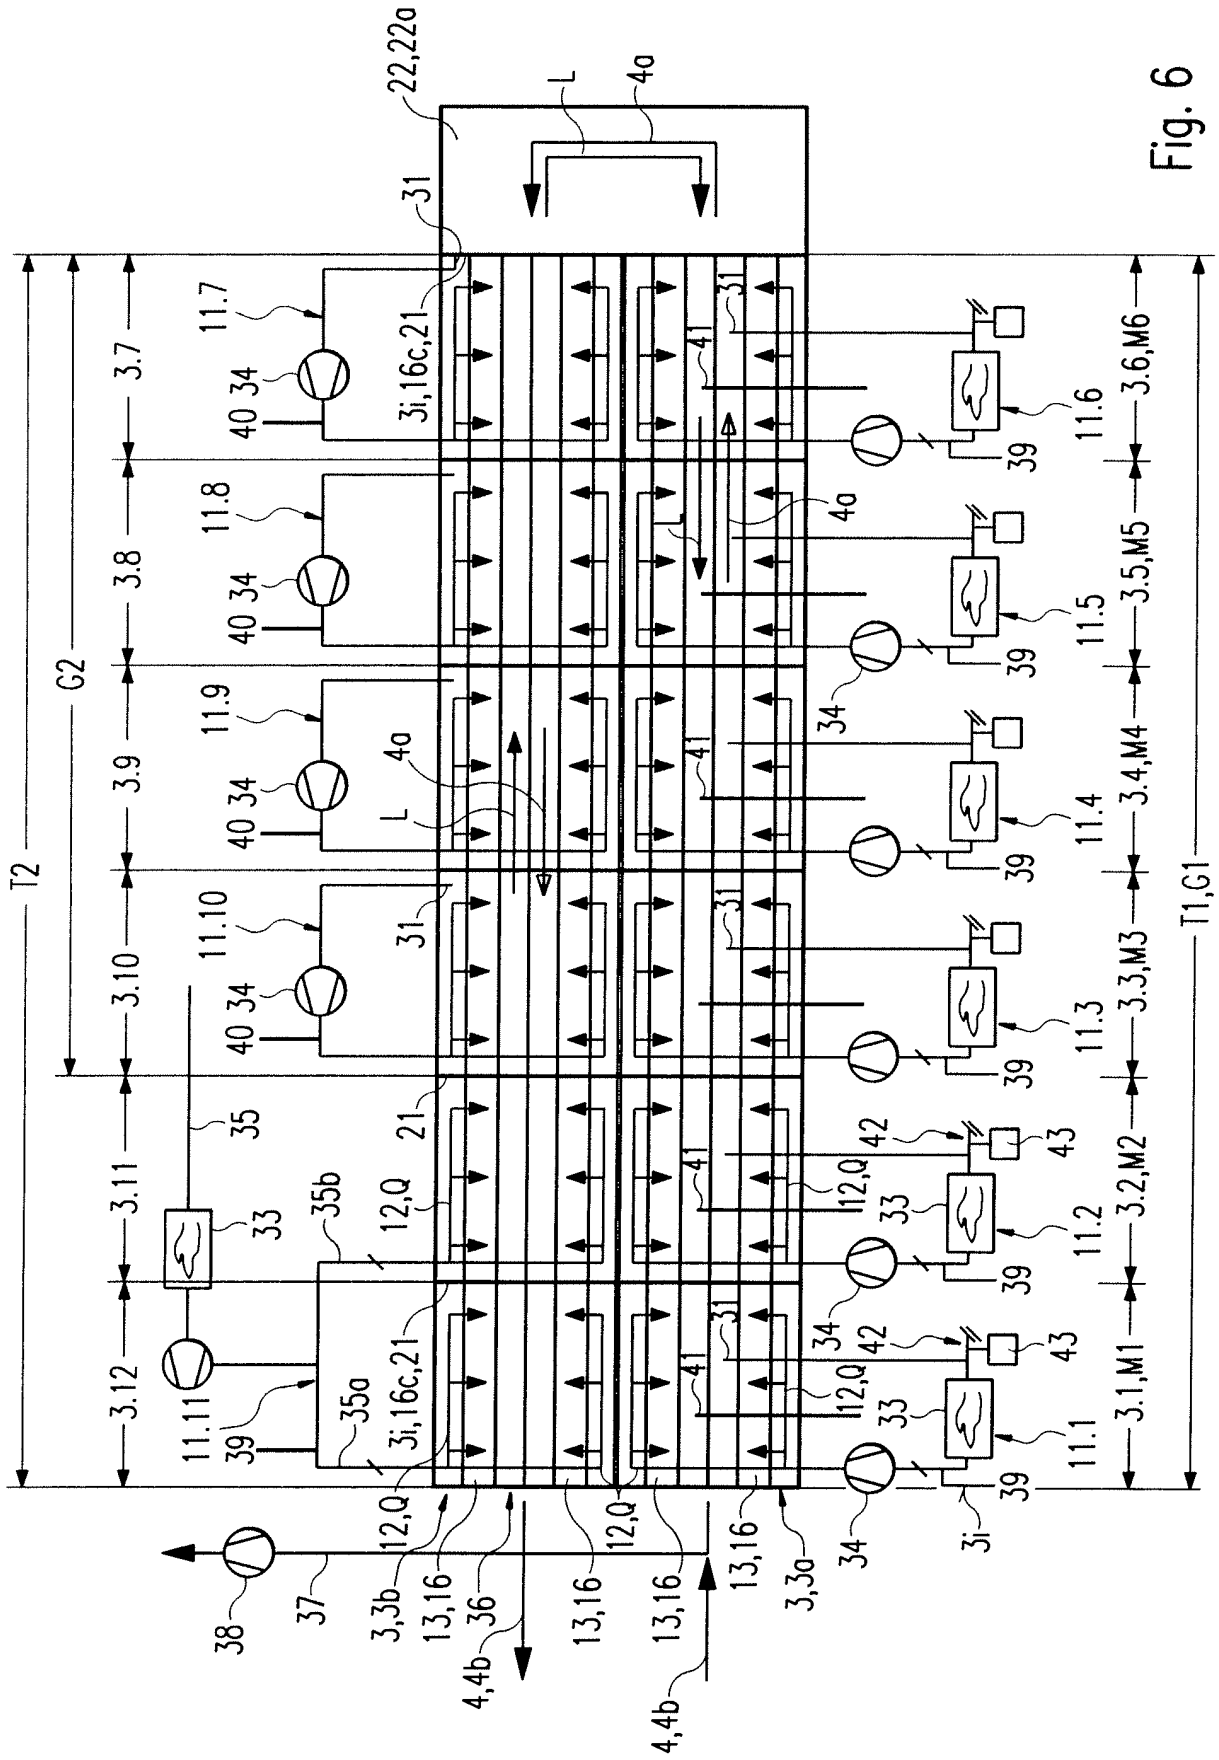 T2
G2
3.12
3.11
3.10
3.9
3.8
3.7
35
33
35b
35a
11.11
39
40
34
11.10
40
34
11.9
40
34
11.8
40
34
11.7
38
37
12,Q
3i,16c,21
12,Q
21
31
L
4a
3i,16c,21
31
22,22a
L
4a
3,3b
13,16
36
4,4b
13,16
12,Q
13,16
4,4b
13,16
3,3a
41
31
12,Q
41
12,Q
31
41
L
4a
41
31
34
33
42
43
39
3i
11.1
34
33
42
43
39
11.2
39
11.3
39
11.4
34
39
11.5
39
11.6
3.1,M1
3.2,M2
3.3,M3
3.4,M4
3.5,M5
3.6,M6
T1,G1
Fig. 6